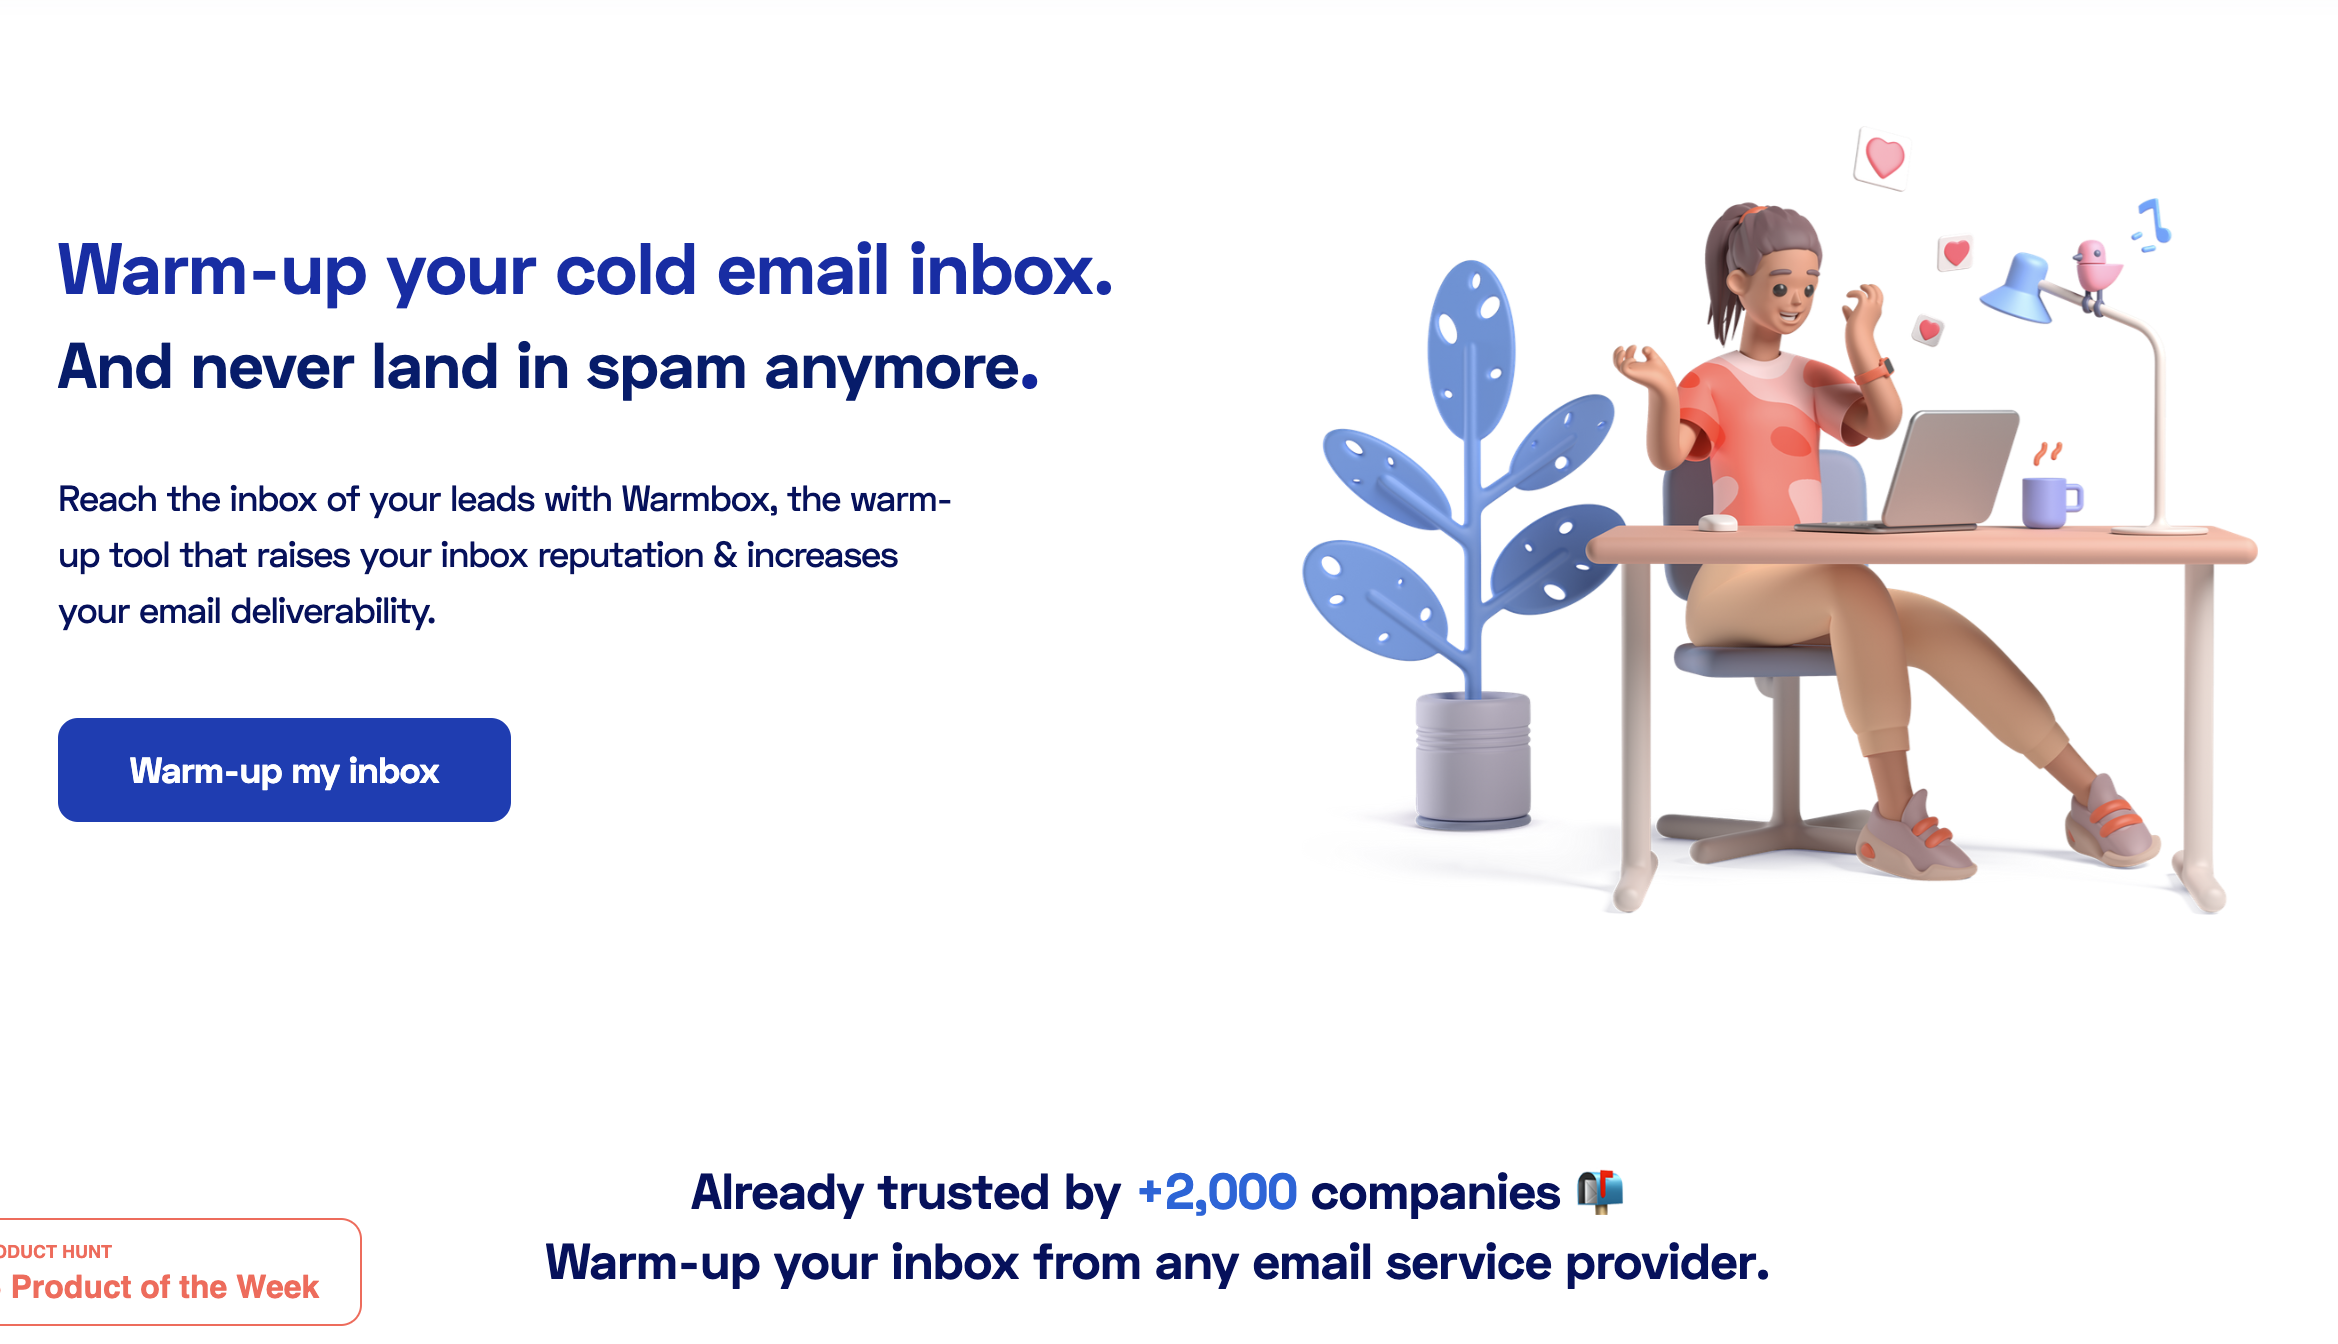 Warm-up your cold email inbox.
And never land in spam anymore.
Reach the inbox of your leads with Warmbox, the warm-
up tool that raises your inbox reputation & increases
your email deliverability.
Warm-up my inbox
Already trusted by +2,000 companies 📬
Warm-up your inbox from any email service provider.
ODUCT HUNT
Product of the Week